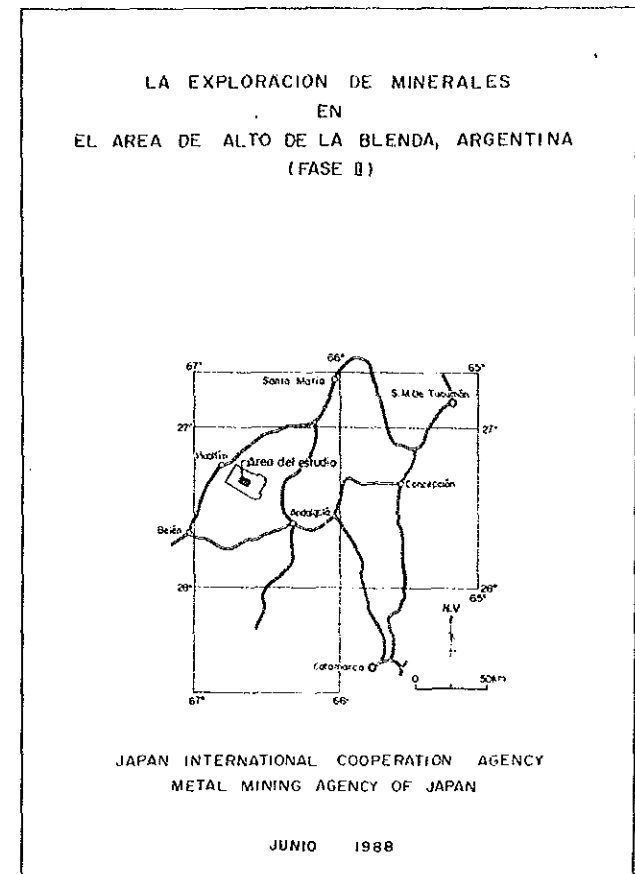 LA EXPLORACION DE MINERALES
EN
EL AREA DE ALTO DE LA BLENDA, ARGENTINA
(FASE II)
67° 66° 65°
Santa María
S.M.De Tucumán
27° 27°
Hualfín
Area del estudio
Concepción
Andalgalá
Belén
28° 28°
65°
N.V
Catamarca
0 50km
67° 66°
JAPAN INTERNATIONAL COOPERATION AGENCY
METAL MINING AGENCY OF JAPAN
JUNIO 1988